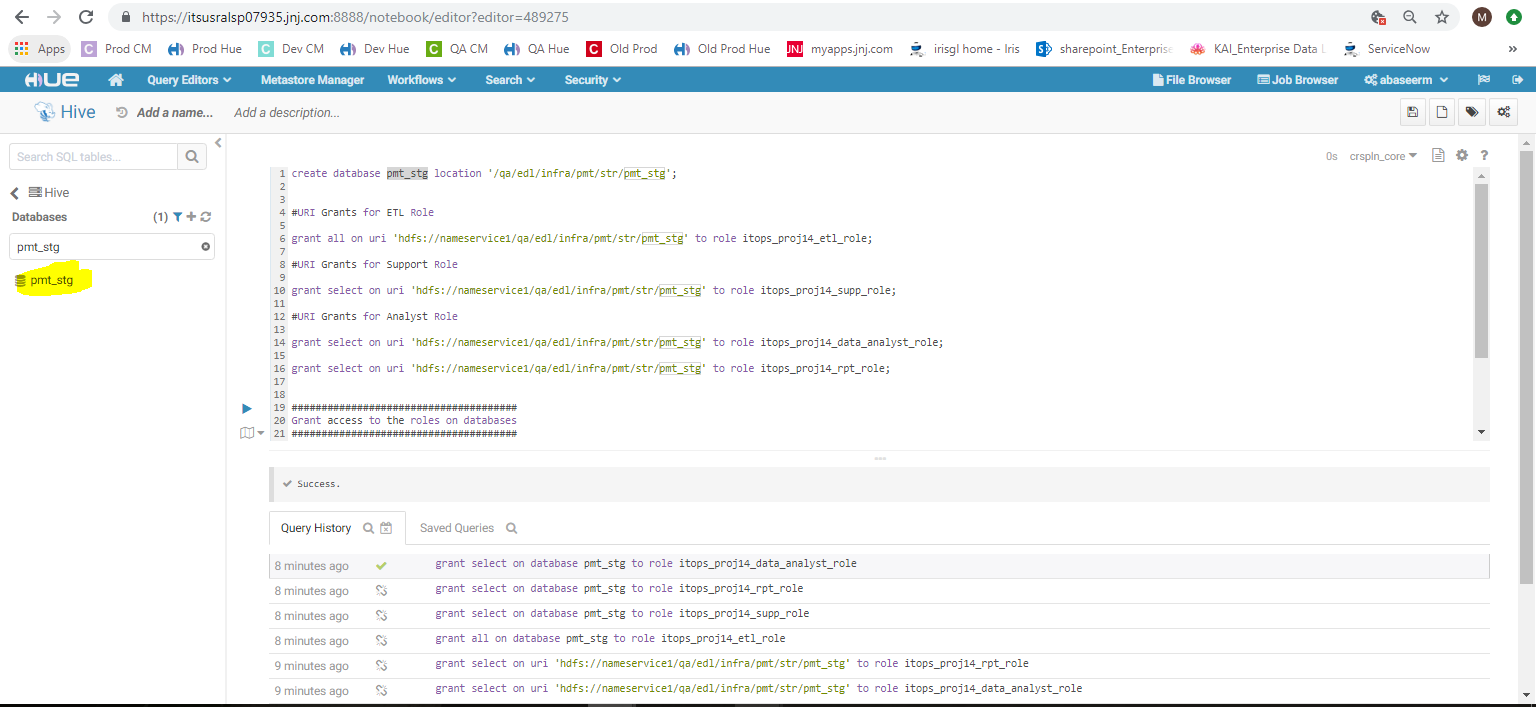 https://itsusralsp07935.jnj.com:8888/notebook/editor?editor=489275
M
Apps C Prod CM Prod Hue C Dev CM Dev Hue C QA CM QA Hue C Old Prod Old Prod Hue JNJ myapps.jnj.com irisgl home - Iris sharepoint_Enterprise KAI_Enterprise Data L ServiceNow »
HUE Query Editors Metastore Manager Workflows Search Security File Browser Job Browser abaseerm
Hive Add a name... Add a description...
Search SQL tables...
Hive
Databases (1)
pmt_stg
pmt_stg
0s crspln_core ?
1 create database pmt_stg location '/qa/edl/infra/pmt/str/pmt_stg';
2
3
4 #URI Grants for ETL Role
5
6 grant all on uri 'hdfs://nameservice1/qa/edl/infra/pmt/str/pmt_stg' to role itops_proj14_etl_role;
7
8 #URI Grants for Support Role
9
10 grant select on uri 'hdfs://nameservice1/qa/edl/infra/pmt/str/pmt_stg' to role itops_proj14_supp_role;
11
12 #URI Grants for Analyst Role
13
14 grant select on uri 'hdfs://nameservice1/qa/edl/infra/pmt/str/pmt_stg' to role itops_proj14_data_analyst_role;
15
16 grant select on uri 'hdfs://nameservice1/qa/edl/infra/pmt/str/pmt_stg' to role itops_proj14_rpt_role;
17
18
19 ######################################
20 Grant access to the roles on databases
21 ######################################
Success.
Query History Saved Queries
8 minutes ago grant select on database pmt_stg to role itops_proj14_data_analyst_role
8 minutes ago grant select on database pmt_stg to role itops_proj14_rpt_role
8 minutes ago grant select on database pmt_stg to role itops_proj14_supp_role
8 minutes ago grant all on database pmt_stg to role itops_proj14_etl_role
9 minutes ago grant select on uri 'hdfs://nameservice1/qa/edl/infra/pmt/str/pmt_stg' to role itops_proj14_rpt_role
9 minutes ago grant select on uri 'hdfs://nameservice1/qa/edl/infra/pmt/str/pmt_stg' to role itops_proj14_data_analyst_role